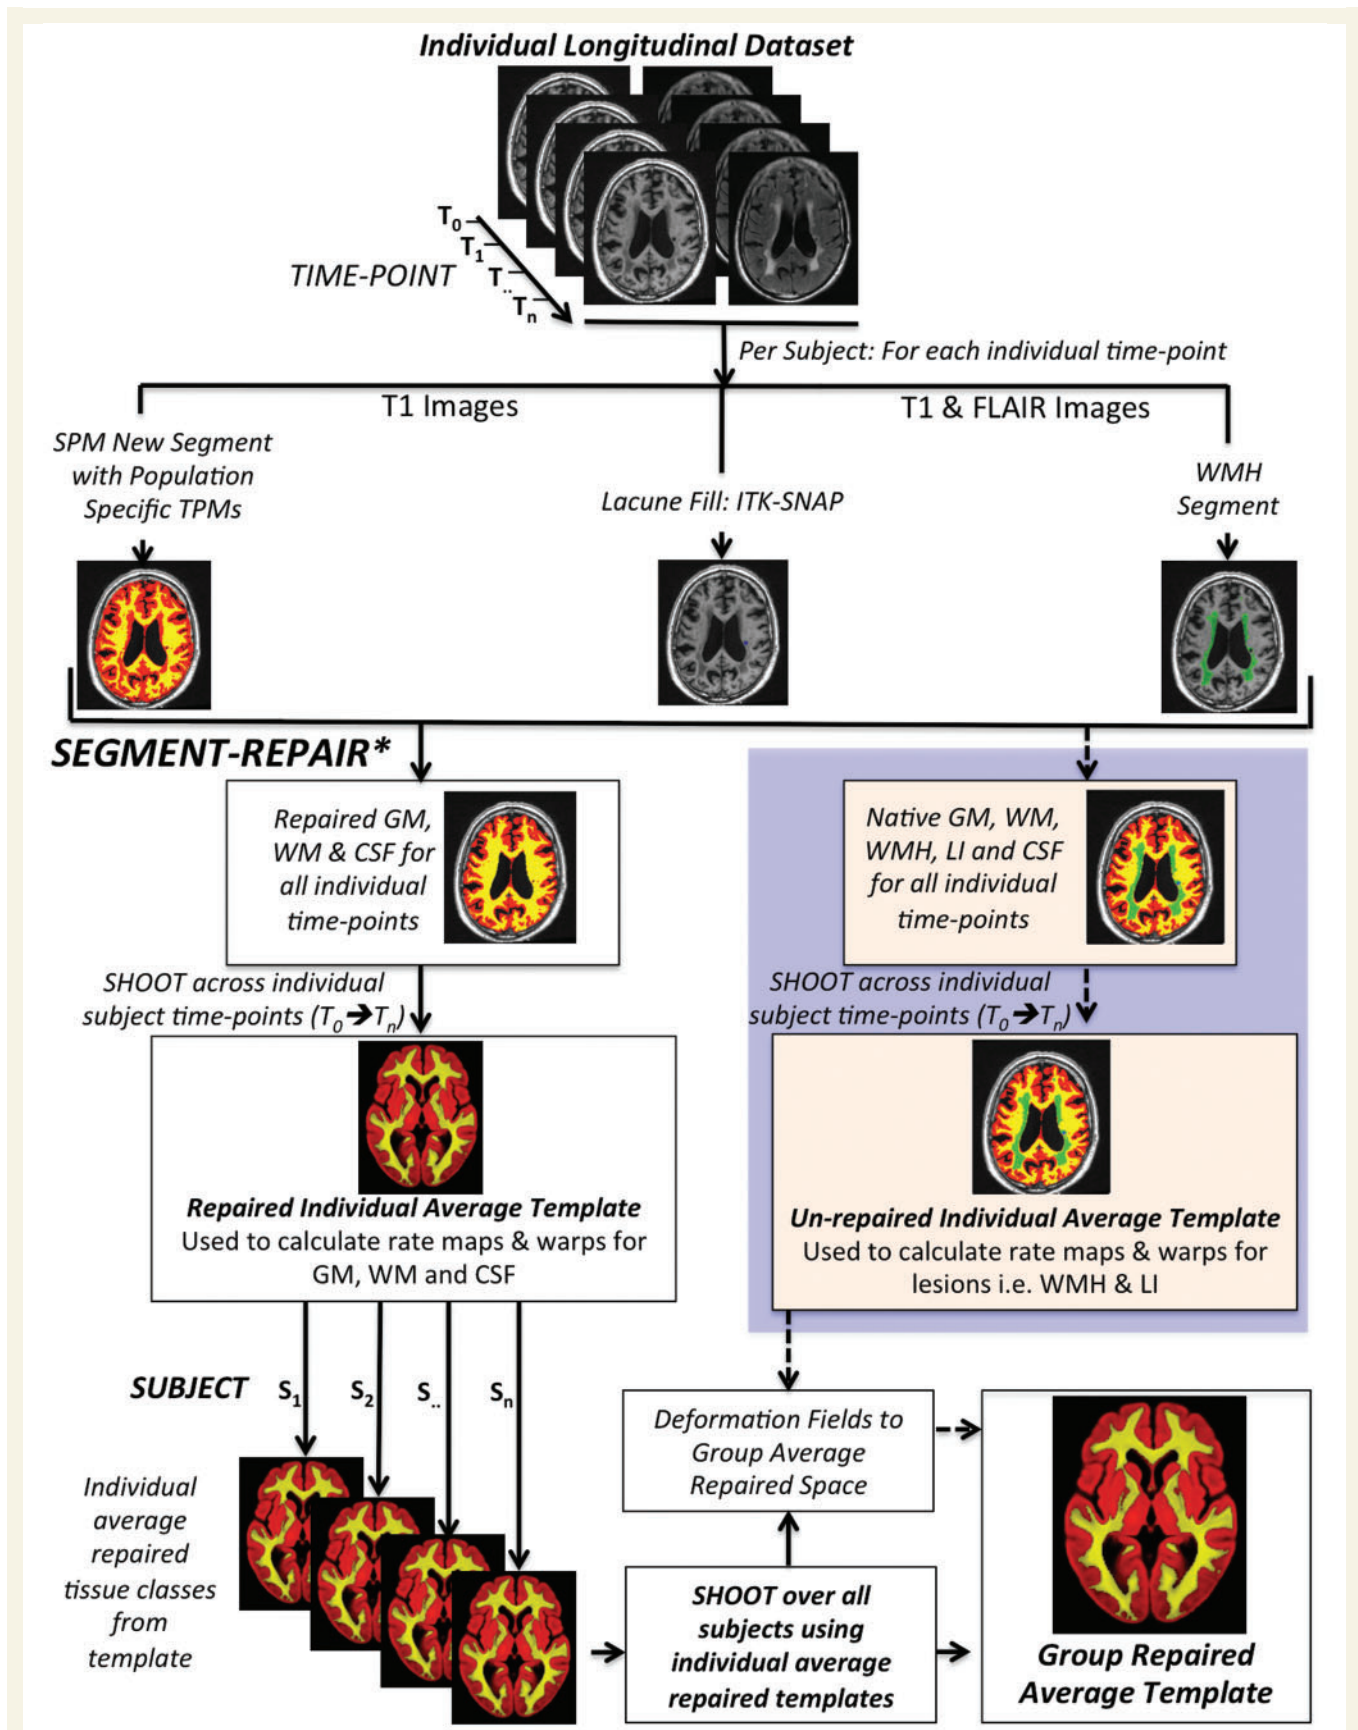 Individual Longitudinal Dataset
T0
T1
T..
Tn
TIME-POINT
Per Subject: For each individual time-point
T1 Images
T1 & FLAIR Images
SPM New Segment
with Population
Specific TPMs
Lacune Fill: ITK-SNAP
WMH
Segment
SEGMENT-REPAIR*
Repaired GM,
WM & CSF for
all individual
time-points
Native GM, WM,
WMH, LI and CSF
for all individual
time-points
SHOOT across individual
subject time-points (T0➔Tn)
SHOOT across individual
subject time-points (T0➔Tn)
Repaired Individual Average Template
Used to calculate rate maps & warps for
GM, WM and CSF
Un-repaired Individual Average Template
Used to calculate rate maps & warps for
lesions i.e. WMH & LI
SUBJECT
S1
S2
S..
Sn
Individual
average
repaired
tissue classes
from
template
Deformation Fields to
Group Average
Repaired Space
SHOOT over all
subjects using
individual average
repaired templates
Group Repaired
Average Template